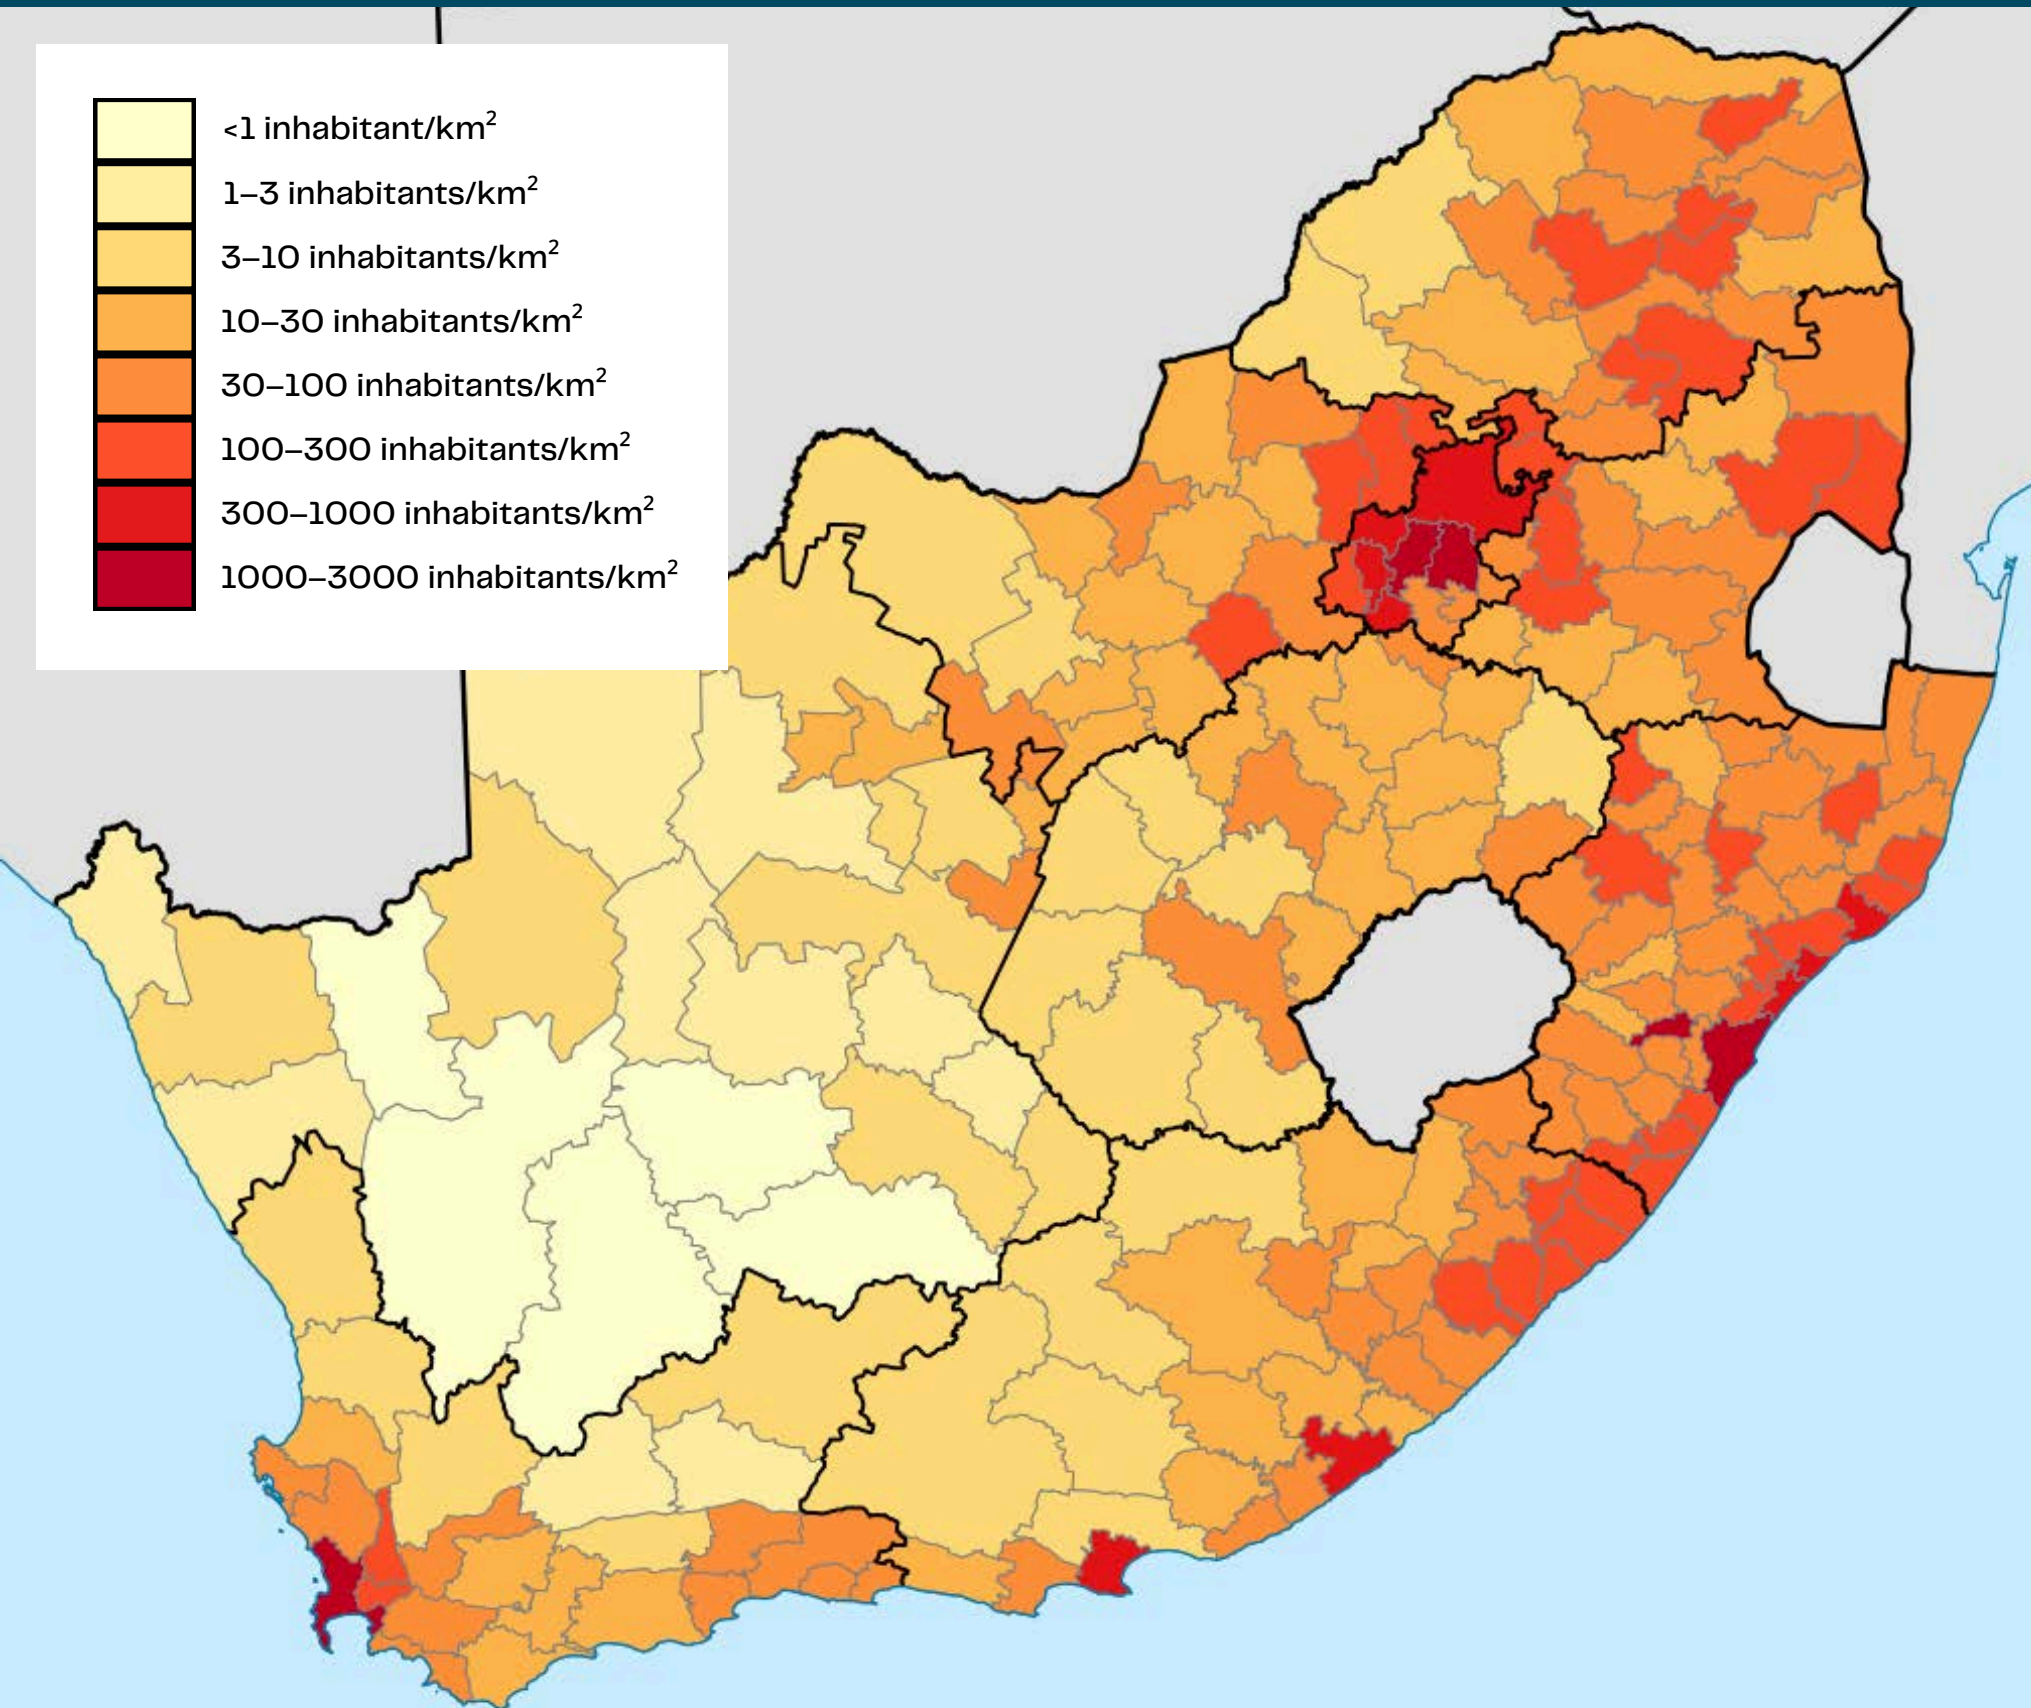 <1 inhabitant/km²
1–3 inhabitants/km²
3–10 inhabitants/km²
10–30 inhabitants/km²
30–100 inhabitants/km²
100–300 inhabitants/km²
300–1000 inhabitants/km²
1000–3000 inhabitants/km²